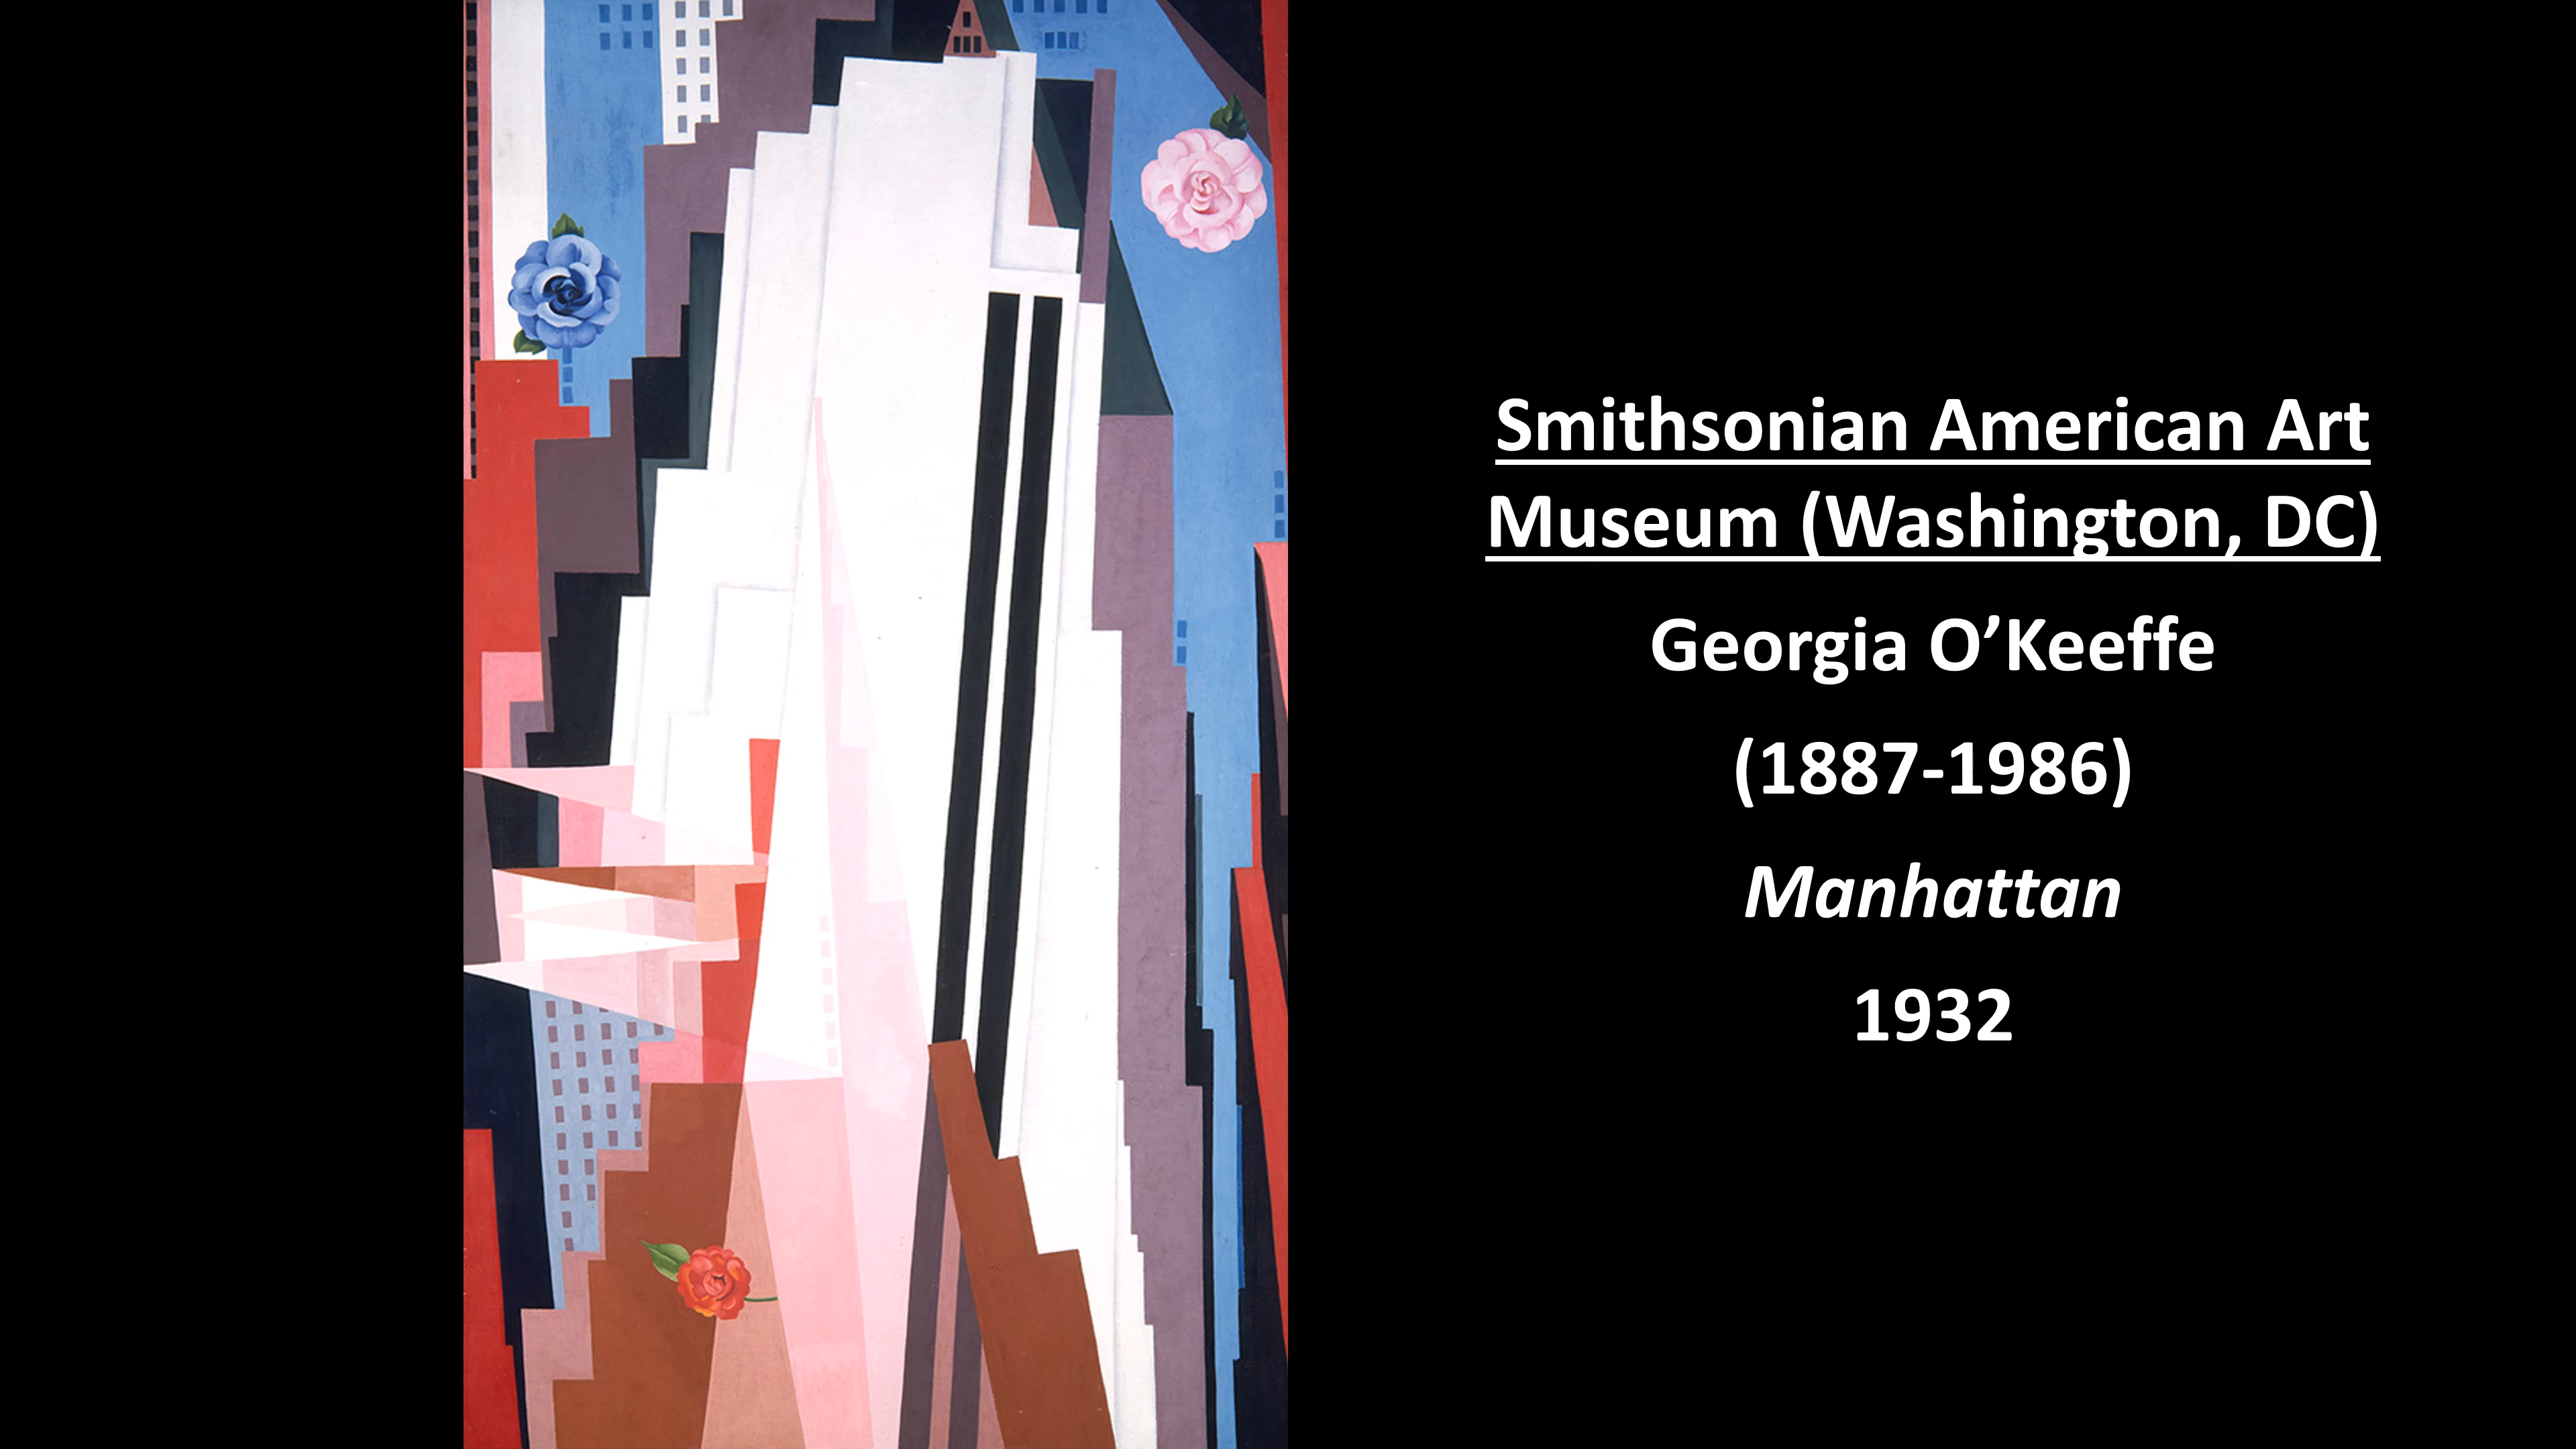 Smithsonian American Art
Museum (Washington, DC)
Georgia O’Keeffe
(1887-1986)
Manhattan
1932